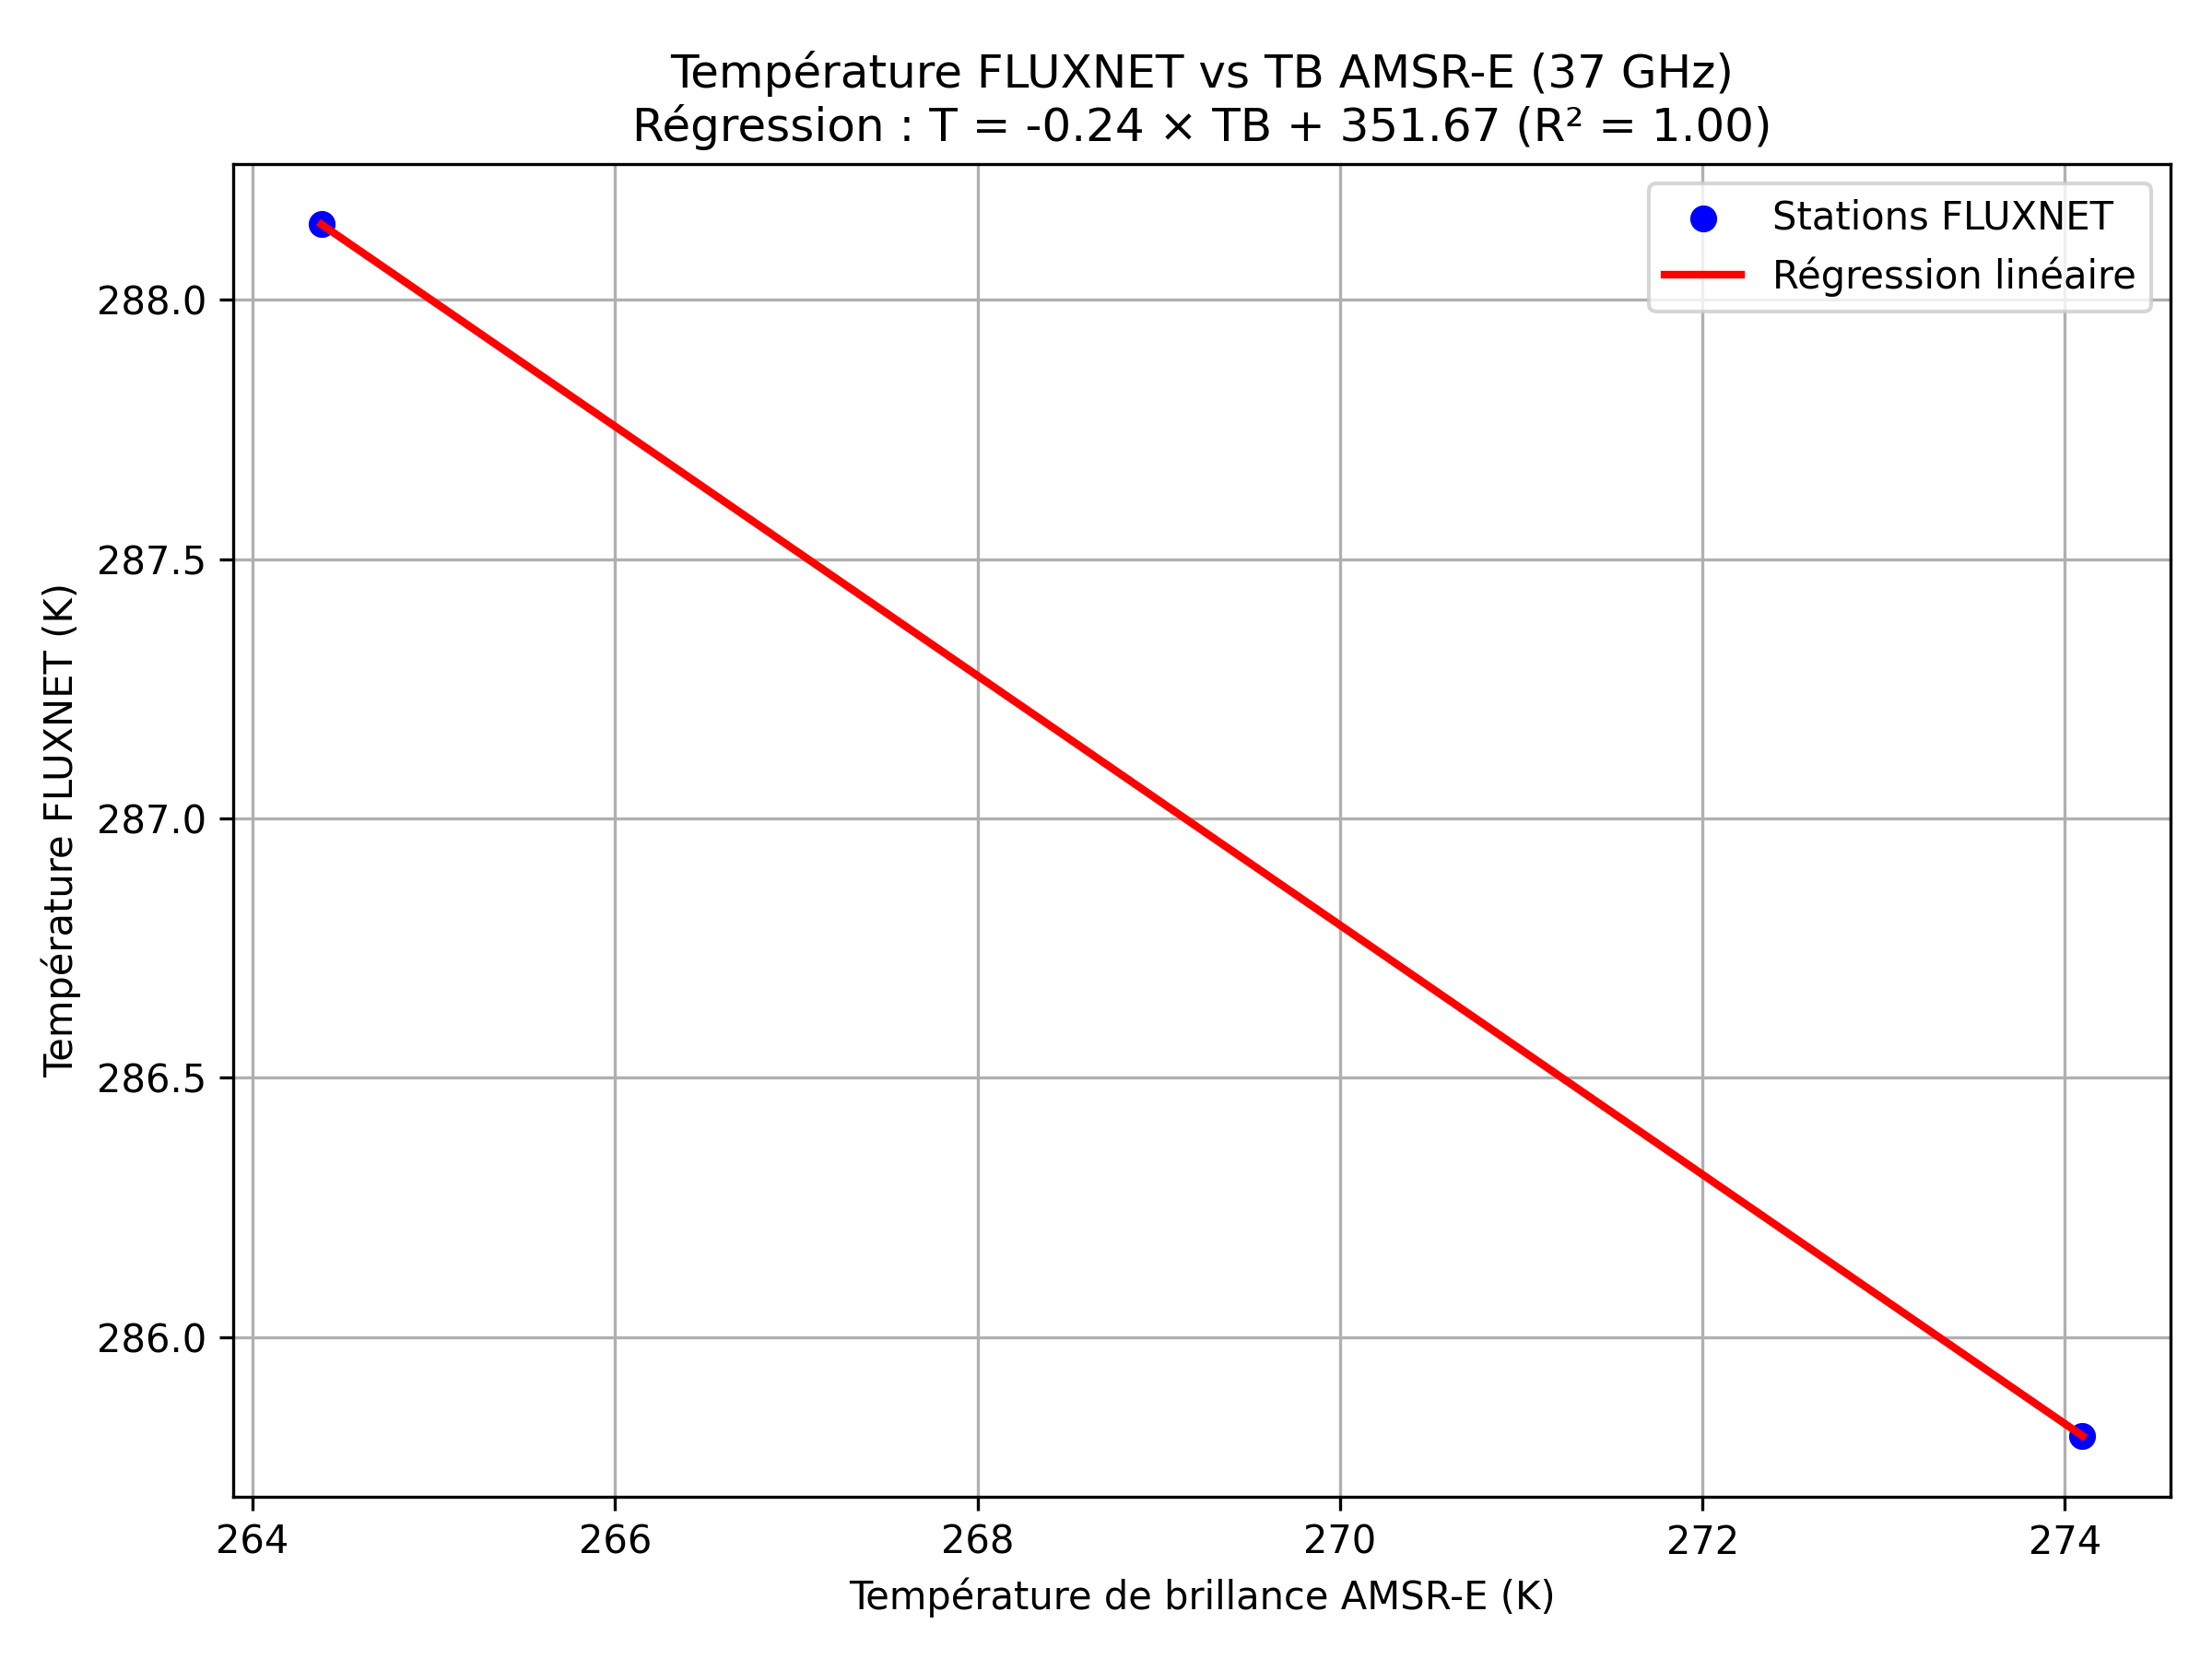 Température FLUXNET vs TB AMSR-E (37 GHz)
Régression : T = -0.24 × TB + 351.67 (R² = 1.00)
Stations FLUXNET
Régression linéaire
Température FLUXNET (K)
288.0
287.5
287.0
286.5
286.0
264 266 268 270 272 274
Température de brillance AMSR-E (K)